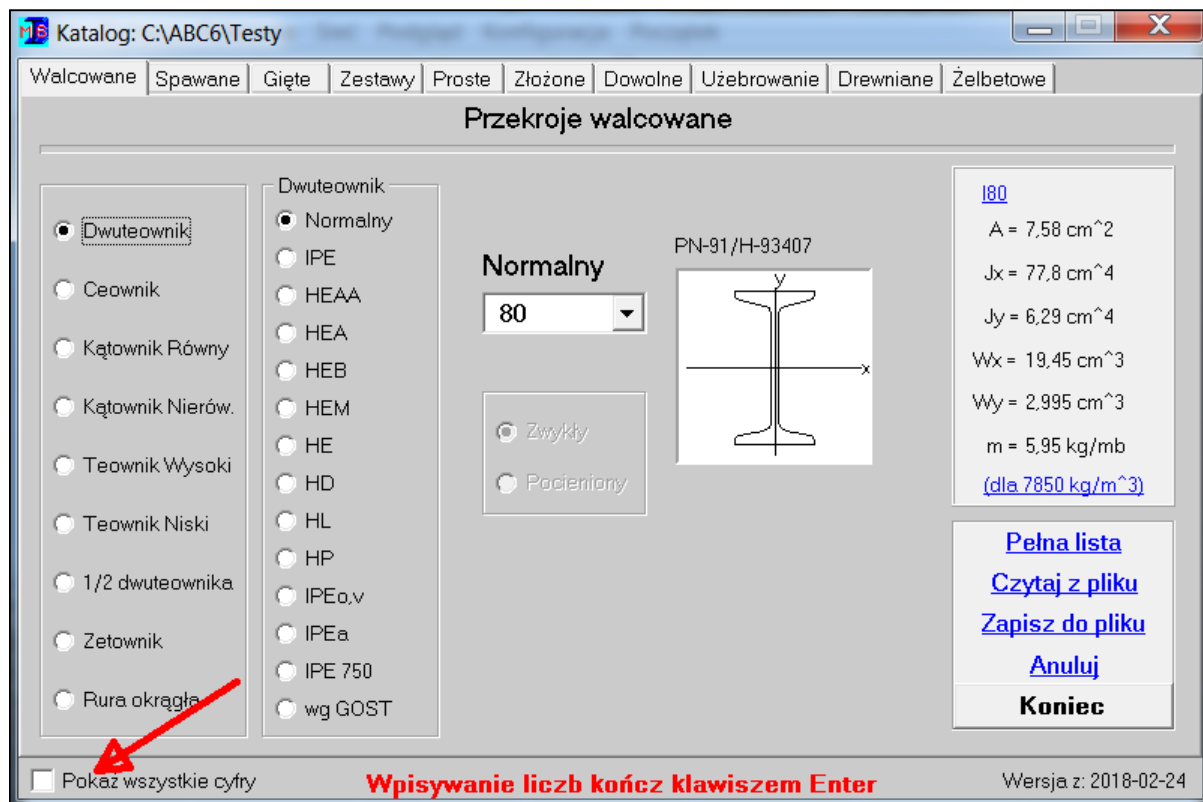 Katalog: C:\ABC6\Testy
Walcowane Spawane Gięte Zestawy Proste Złożone Dowolne Użebrowanie Drewniane Żelbetowe
Przekroje walcowane
Dwuteownik
Ceownik
Kątownik Równy
Kątownik Nierów.
Teownik Wysoki
Teownik Niski
1/2 dwuteownika
Zetownik
Rura okrągła
Dwuteownik
Normalny
IPE
HEAA
HEA
HEB
HEM
HE
HD
HL
HP
IPEo,v
IPEa
IPE 750
wg GOST
Normalny
80
Zwykły
Pocieniony
PN-91/H-93407
y
x
I80
A = 7,58 cm^2
Jx = 77,8 cm^4
Jy = 6,29 cm^4
Wx = 19,45 cm^3
Wy = 2,995 cm^3
m = 5,95 kg/mb
(dla 7850 kg/m^3)
Pełna lista
Czytaj z pliku
Zapisz do pliku
Anuluj
Koniec
Pokaż wszystkie cyfry
Wpisywanie liczb kończ klawiszem Enter
Wersja z: 2018-02-24